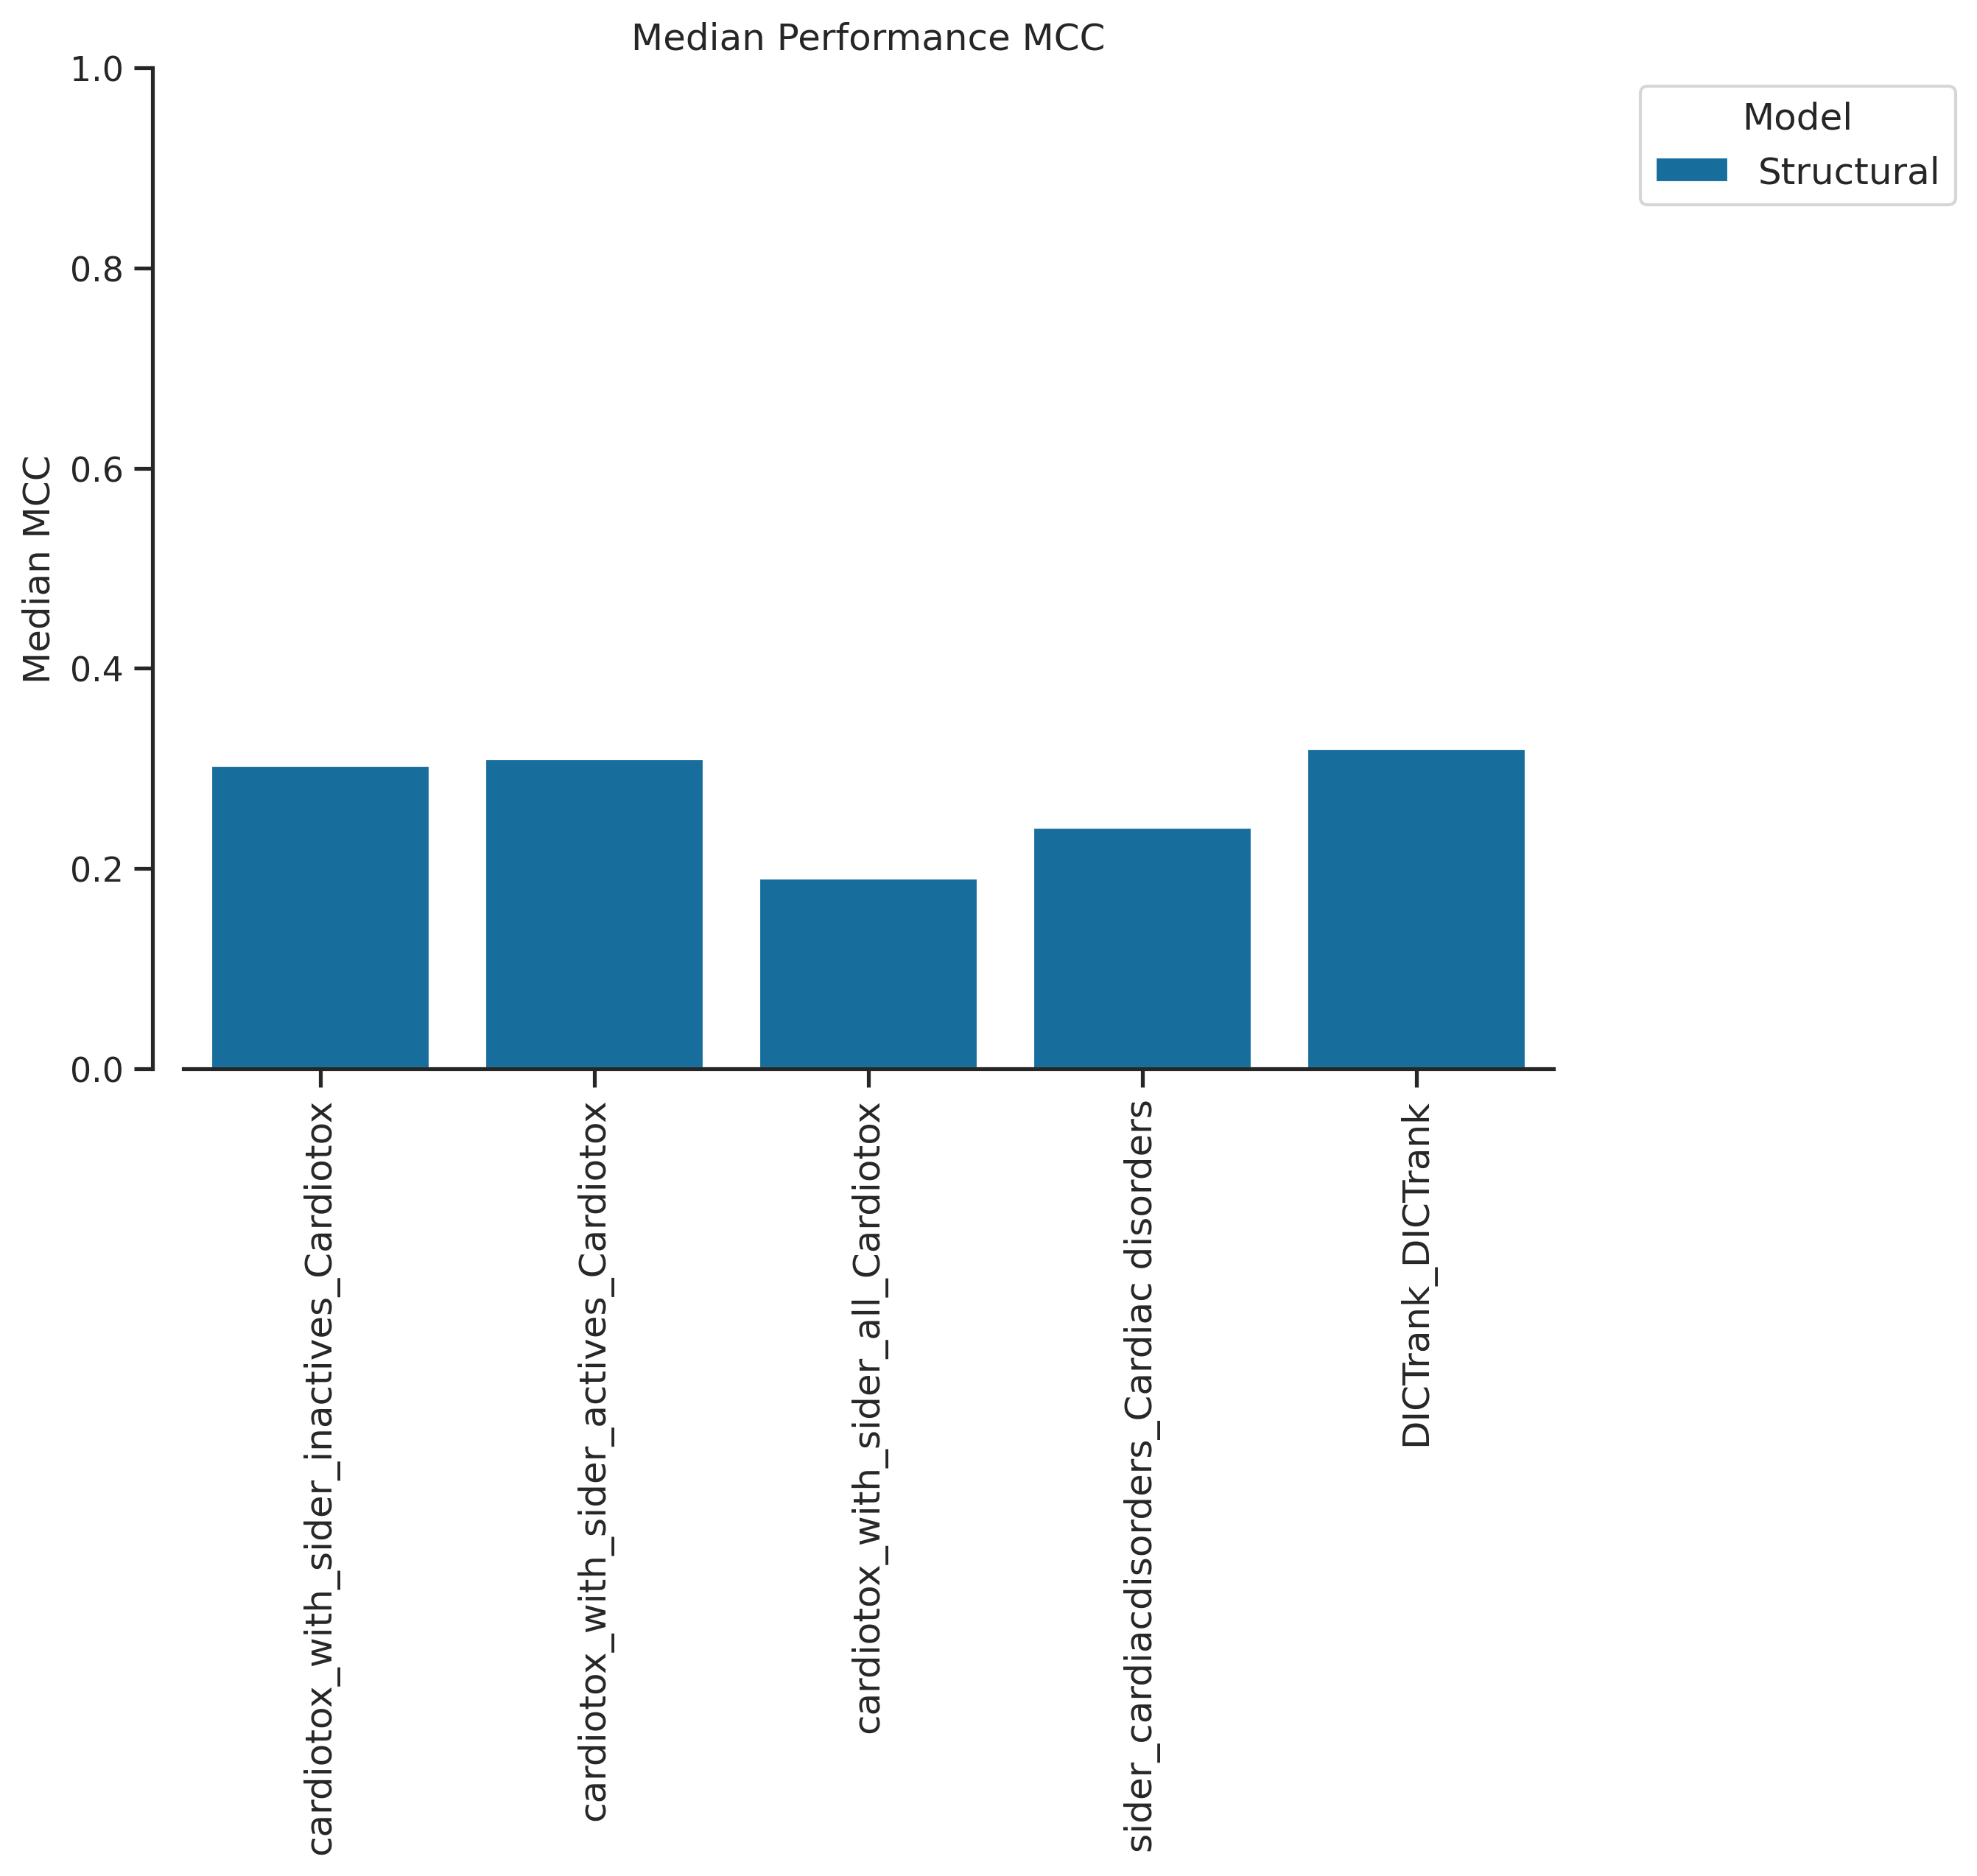 Median Performance MCC
1.0
0.8
0.6
0.4
0.2
0.0
Median MCC
Model
Structural
cardiotox_with_sider_inactives_Cardiotox
cardiotox_with_sider_actives_Cardiotox
cardiotox_with_sider_all_Cardiotox
sider_cardiacdisorders_Cardiac disorders
DICTrank_DICTrank